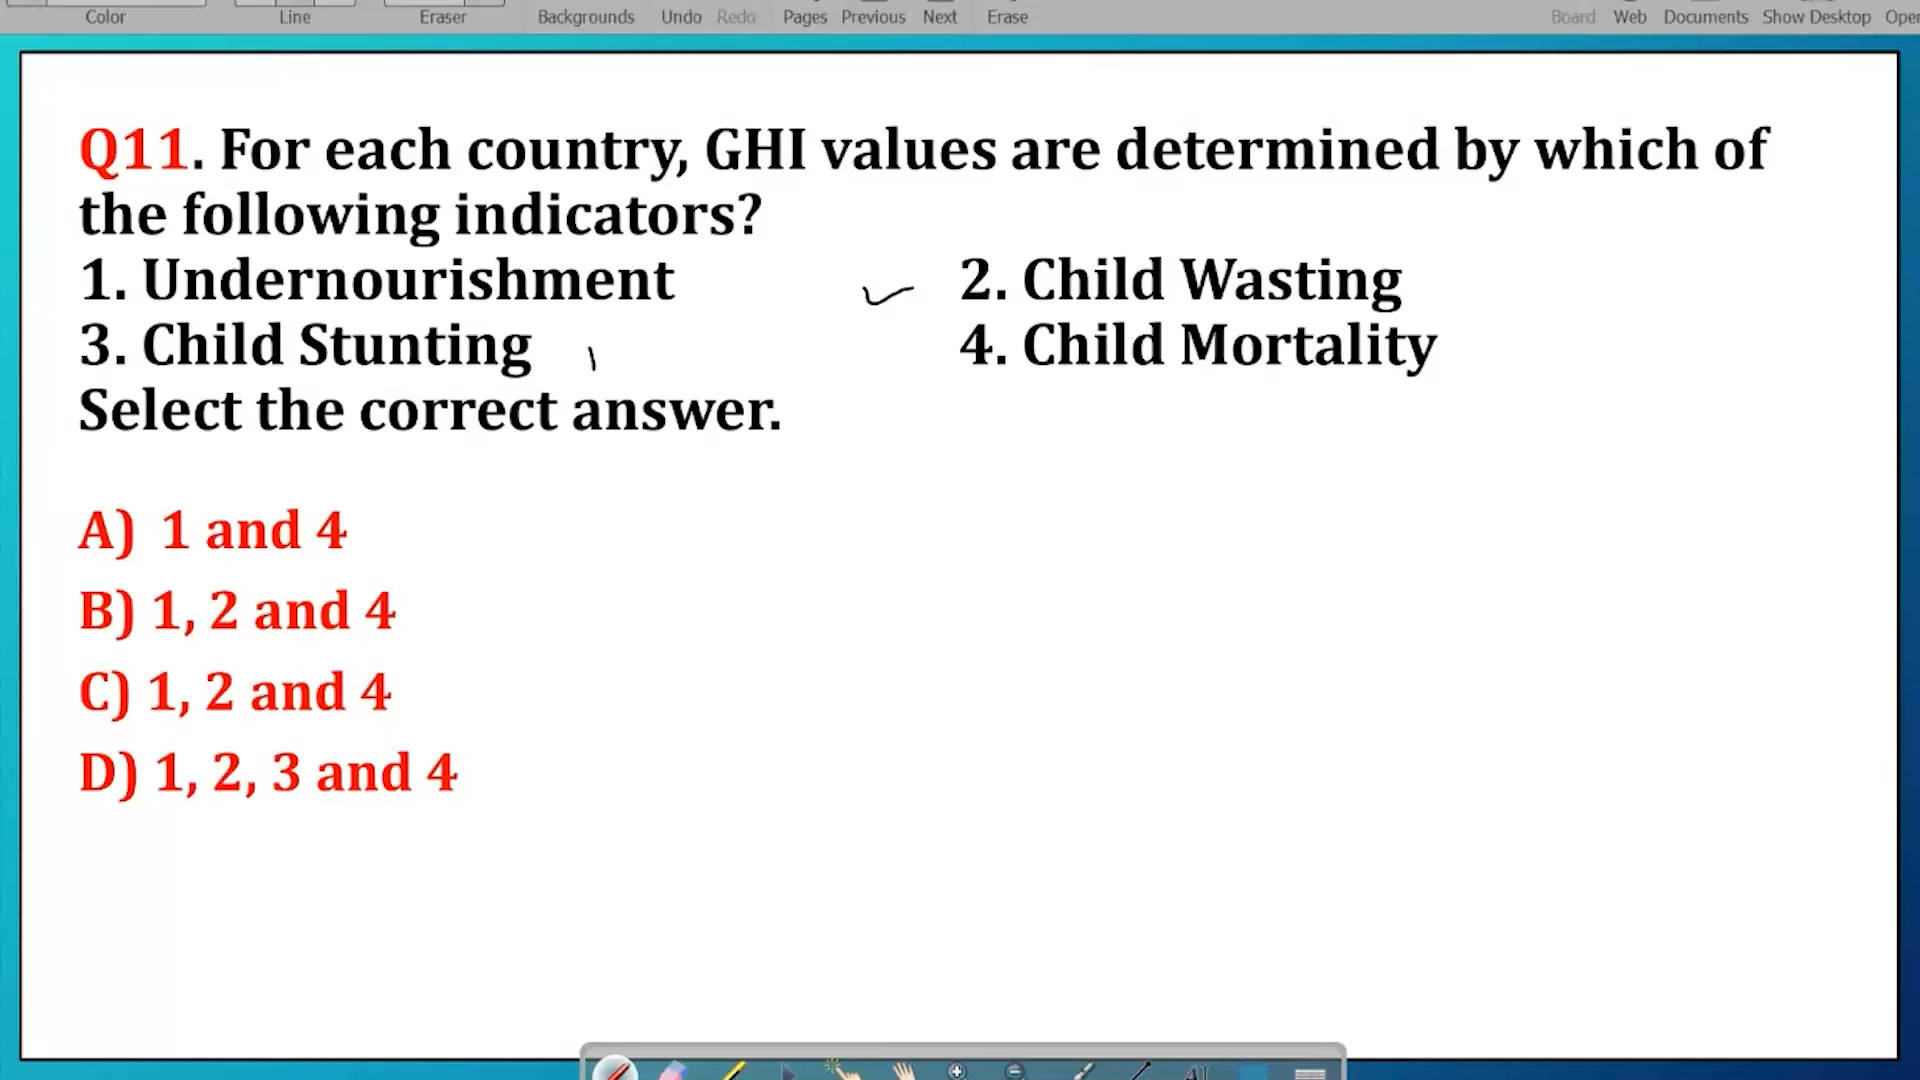 Color Line Eraser Backgrounds Undo Redo Pages Previous Next Erase Board Web Documents Show Desktop Oper
Q11. For each country, GHI values are determined by which of
the following indicators?
1. Undernourishment 2. Child Wasting
3. Child Stunting 4. Child Mortality
Select the correct answer.
A) 1 and 4
B) 1, 2 and 4
C) 1, 2 and 4
D) 1, 2, 3 and 4